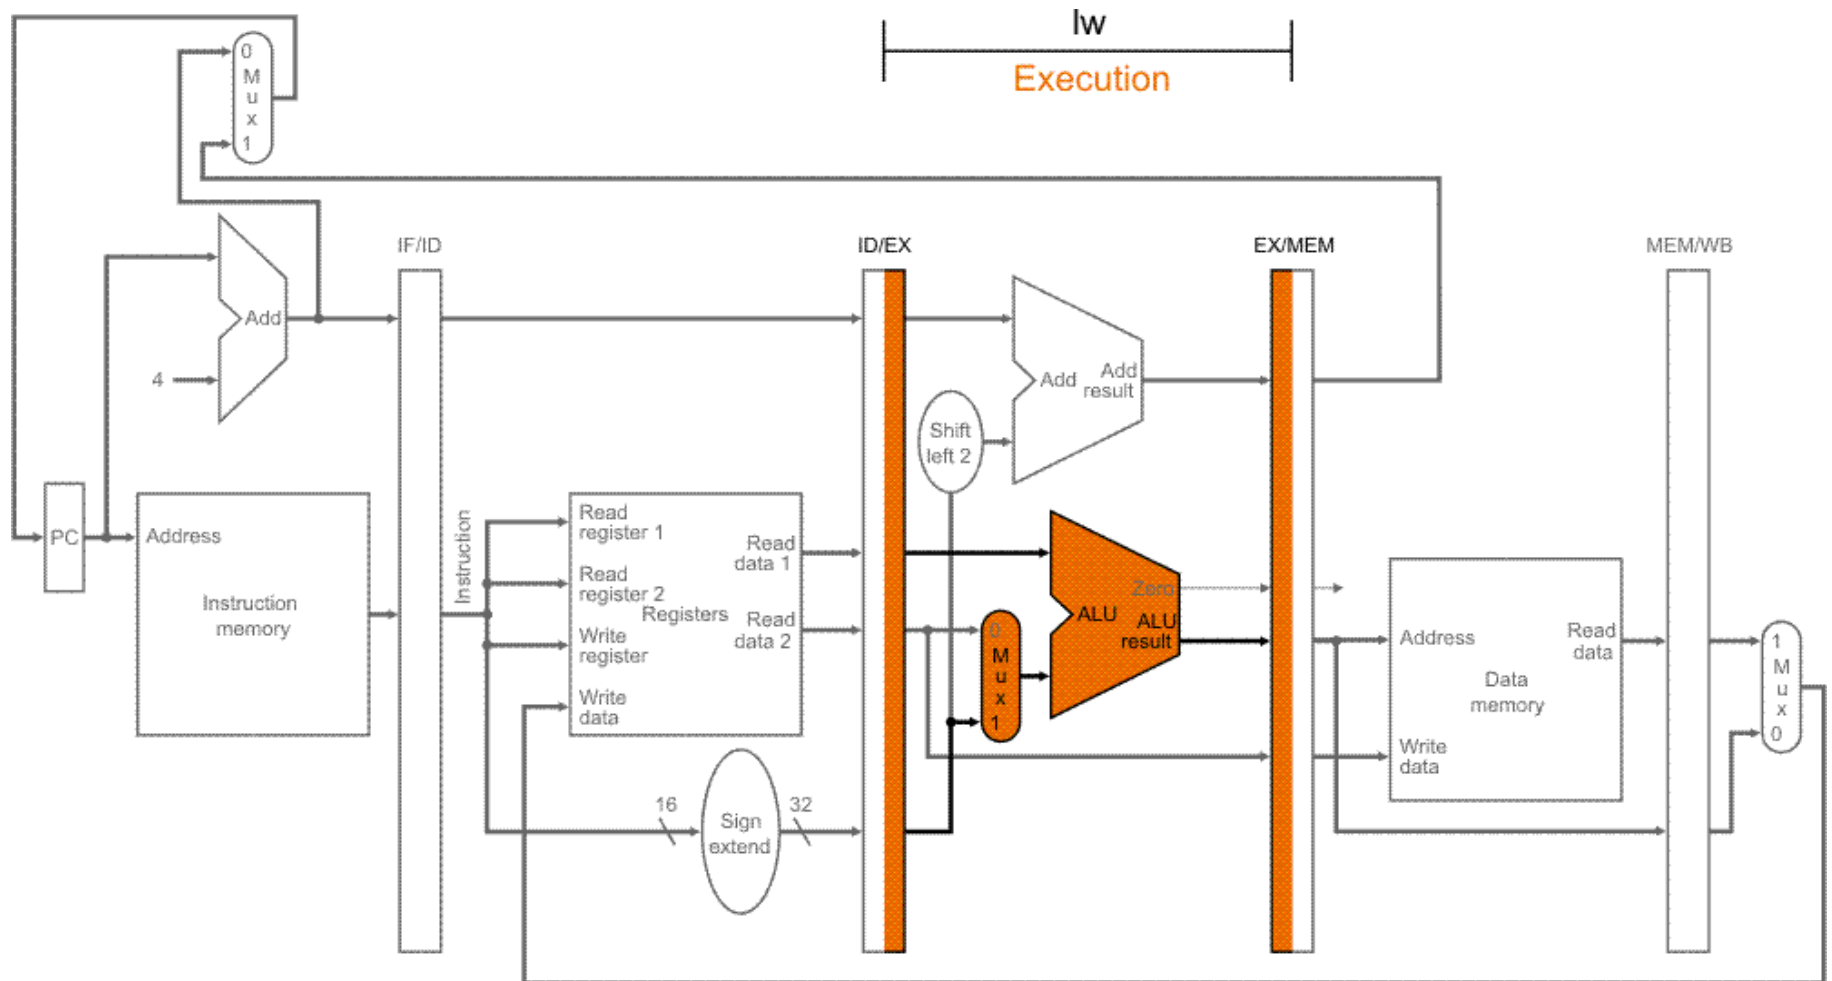 lw
Execution
0
M
u
x
1
IF/ID
ID/EX
EX/MEM
MEM/WB
Add
4
Add
Add
result
Shift
left 2
PC
Address
Instruction
memory
Instruction
Read
register 1
Read
register 2
Write
register
Write
data
Registers
Read
data 1
Read
data 2
16
Sign
extend
32
0
M
u
x
1
ALU
Zero
ALU
result
Address
Write
data
Data
memory
Read
data
1
M
u
x
0